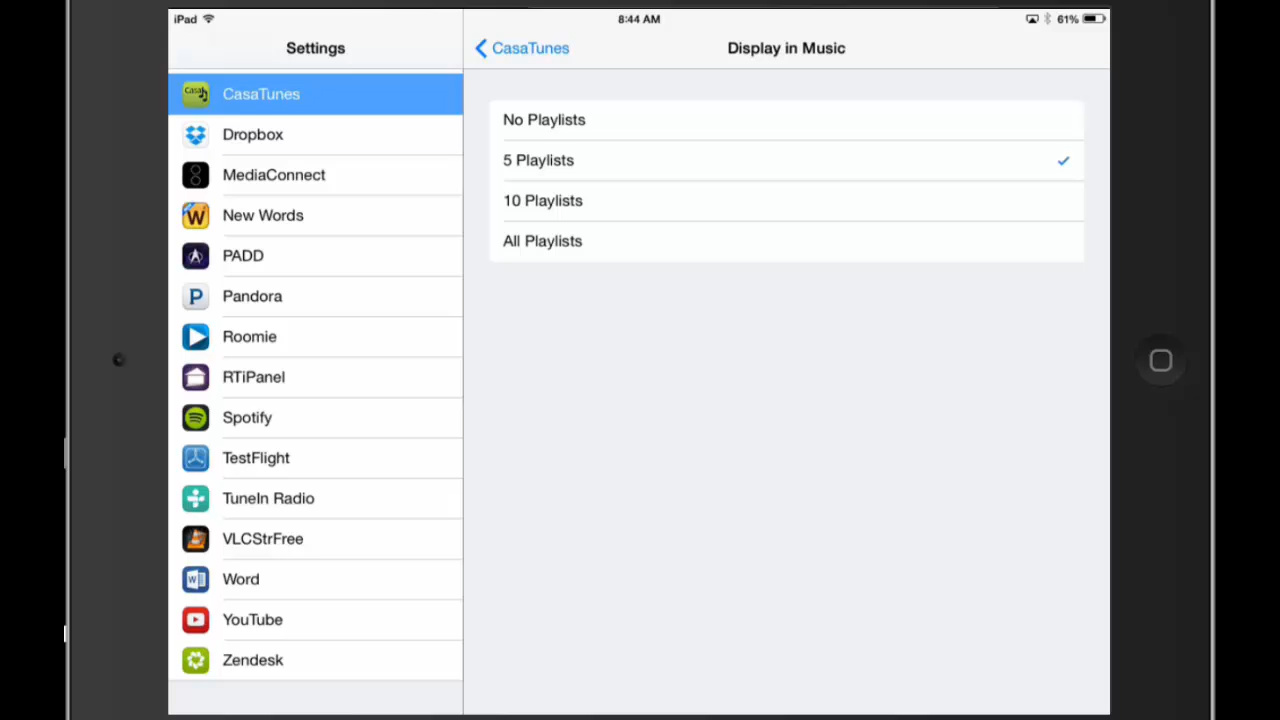 iPad
8:44 AM
61%
Settings
CasaTunes
Display in Music
Casa
CasaTunes
Dropbox
MediaConnect
W
New Words
PADD
P
Pandora
Roomie
RTiPanel
Spotify
TestFlight
TuneIn Radio
VLCStrFree
W
Word
YouTube
Zendesk
No Playlists
5 Playlists
10 Playlists
All Playlists